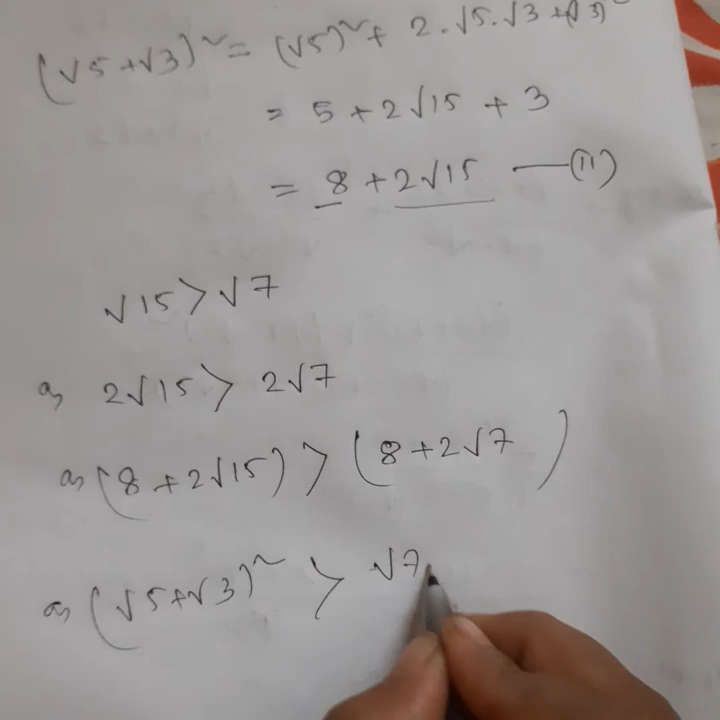 (√5+√3)² = (√5)² + 2.√5.√3 + (√3)²
= 5 + 2√15 + 3
= 8 + 2√15 —(11)
√15 > √7
2√15 > 2√7
(8 + 2√15) > (8 + 2√7)
(√5+√3)² > √7